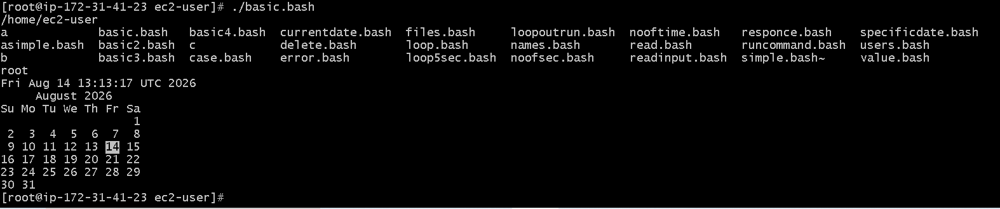 [root@ip-172-31-41-23 ec2-user]# ./basic.bash
/home/ec2-user
a             basic.bash   basic4.bash  currentdate.bash  files.bash     loopoutrun.bash  nooftime.bash   responce.bash    specificdate.bash
asimple.bash  basic2.bash  c            delete.bash       loop.bash      names.bash       read.bash       runcommand.bash  users.bash
b             basic3.bash  case.bash    error.bash        loop5sec.bash  noofsec.bash     readinput.bash  simple.bash~     value.bash
root
Fri Aug 14 13:13:17 UTC 2026
     August 2026
Su Mo Tu We Th Fr Sa
                   1
 2  3  4  5  6  7  8
 9 10 11 12 13 14 15
16 17 18 19 20 21 22
23 24 25 26 27 28 29
30 31
[root@ip-172-31-41-23 ec2-user]#